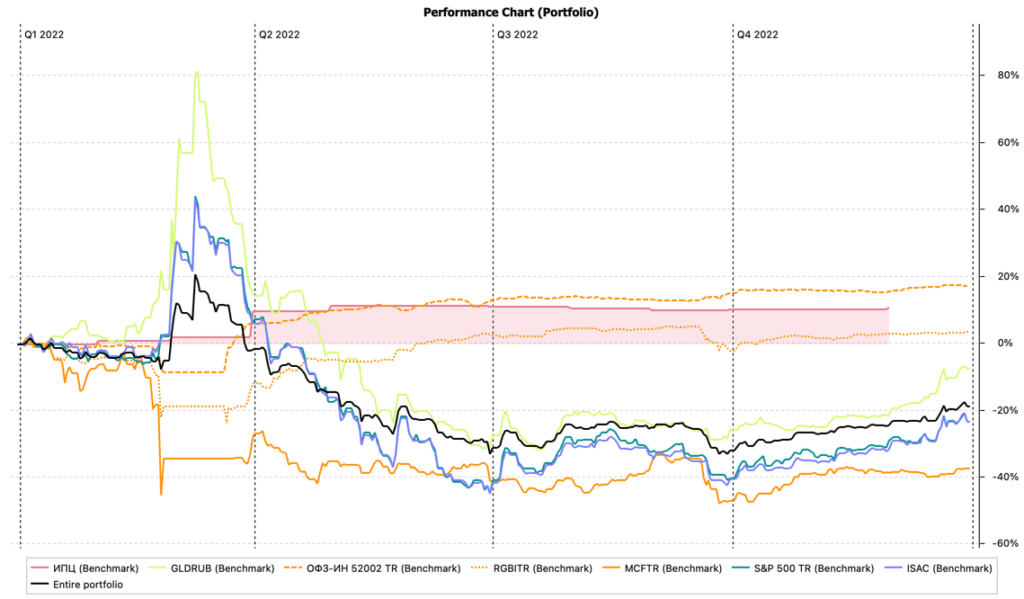 Performance Chart (Portfolio)
Q1 2022 Q2 2022 Q3 2022 Q4 2022
80%
60%
40%
20%
0%
-20%
-40%
-60%
ИПЦ (Benchmark) GLDRUB (Benchmark) ОФЗ-ИН 52002 TR (Benchmark) RGBITR (Benchmark) MCFTR (Benchmark) S&P 500 TR (Benchmark) ISAC (Benchmark)
Entire portfolio